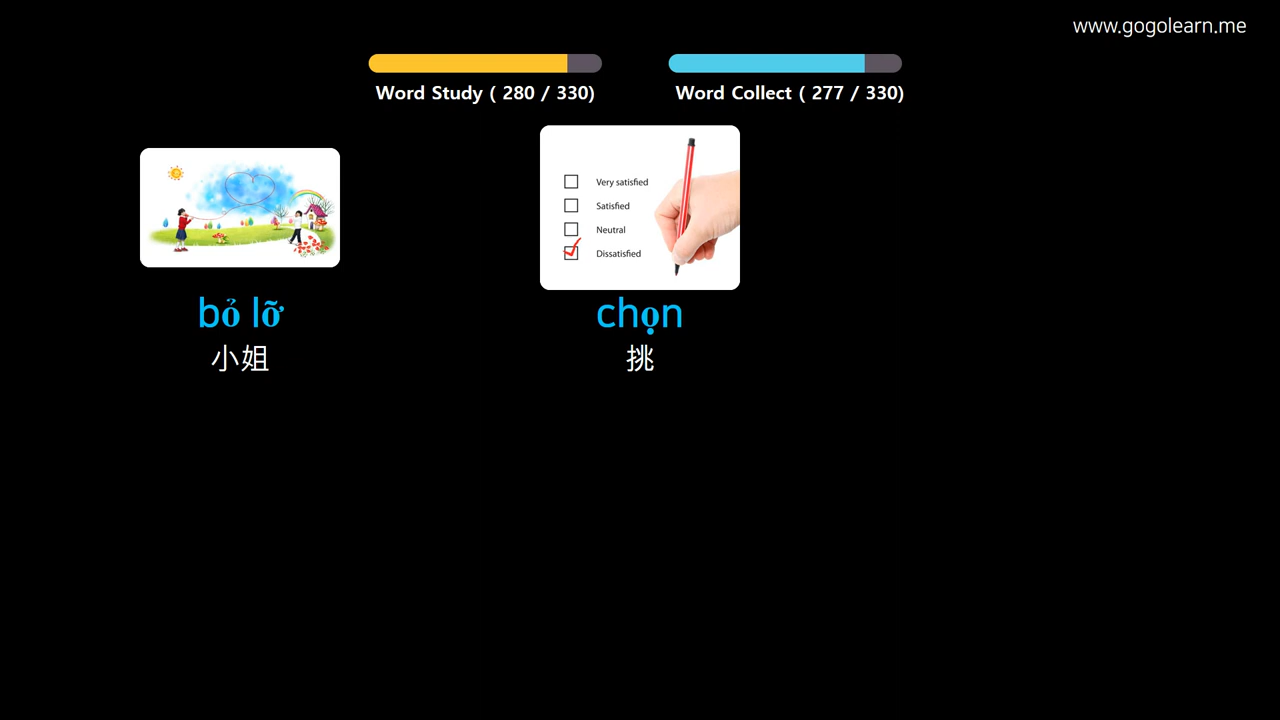 www.gogolearn.me
Word Study ( 280 / 330)
Word Collect ( 277 / 330)
Very satisfied
Satisfied
Neutral
Dissatisfied
bỏ lỡ
chọn
小姐
挑